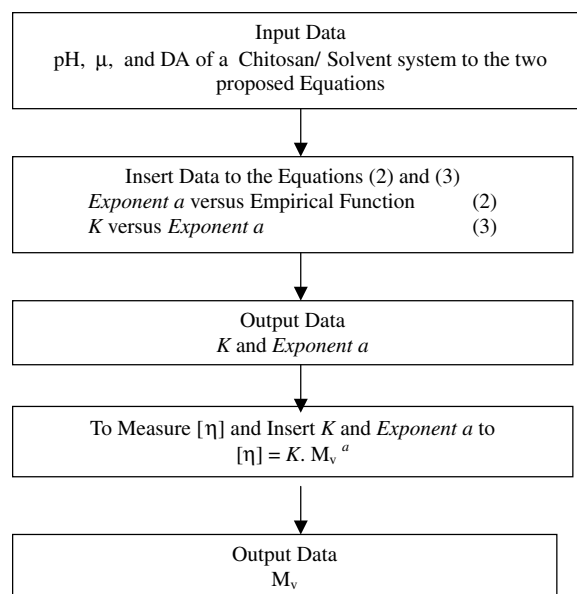 Input Data
pH, μ, and DA of a Chitosan/ Solvent system to the two
proposed Equations
Insert Data to the Equations (2) and (3)
Exponent a versus Empirical Function (2)
K versus Exponent a (3)
Output Data
K and Exponent a
To Measure [η] and Insert K and Exponent a to
[η] = K. Mv a
Output Data
Mv